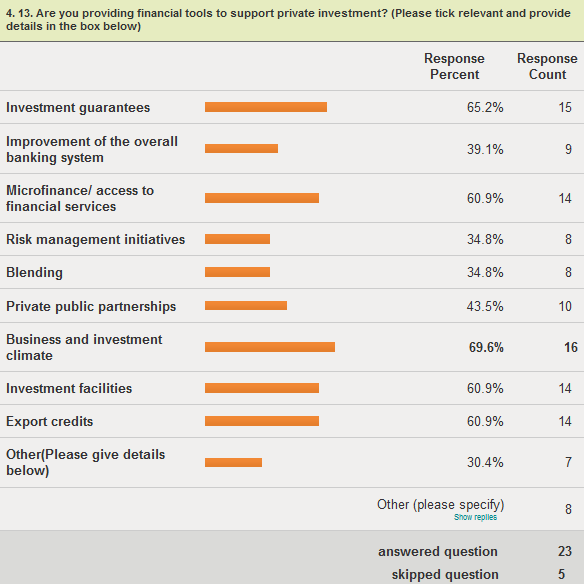 4. 13. Are you providing financial tools to support private investment? (Please tick relevant and provide
details in the box below)
Response Response
Percent Count
Investment guarantees 65.2% 15
Improvement of the overall
banking system 39.1% 9
Microfinance/ access to
financial services 60.9% 14
Risk management initiatives 34.8% 8
Blending 34.8% 8
Private public partnerships 43.5% 10
Business and investment
climate 69.6% 16
Investment facilities 60.9% 14
Export credits 60.9% 14
Other(Please give details
below) 30.4% 7
Other (please specify) 8
Show replies
answered question 23
skipped question 5